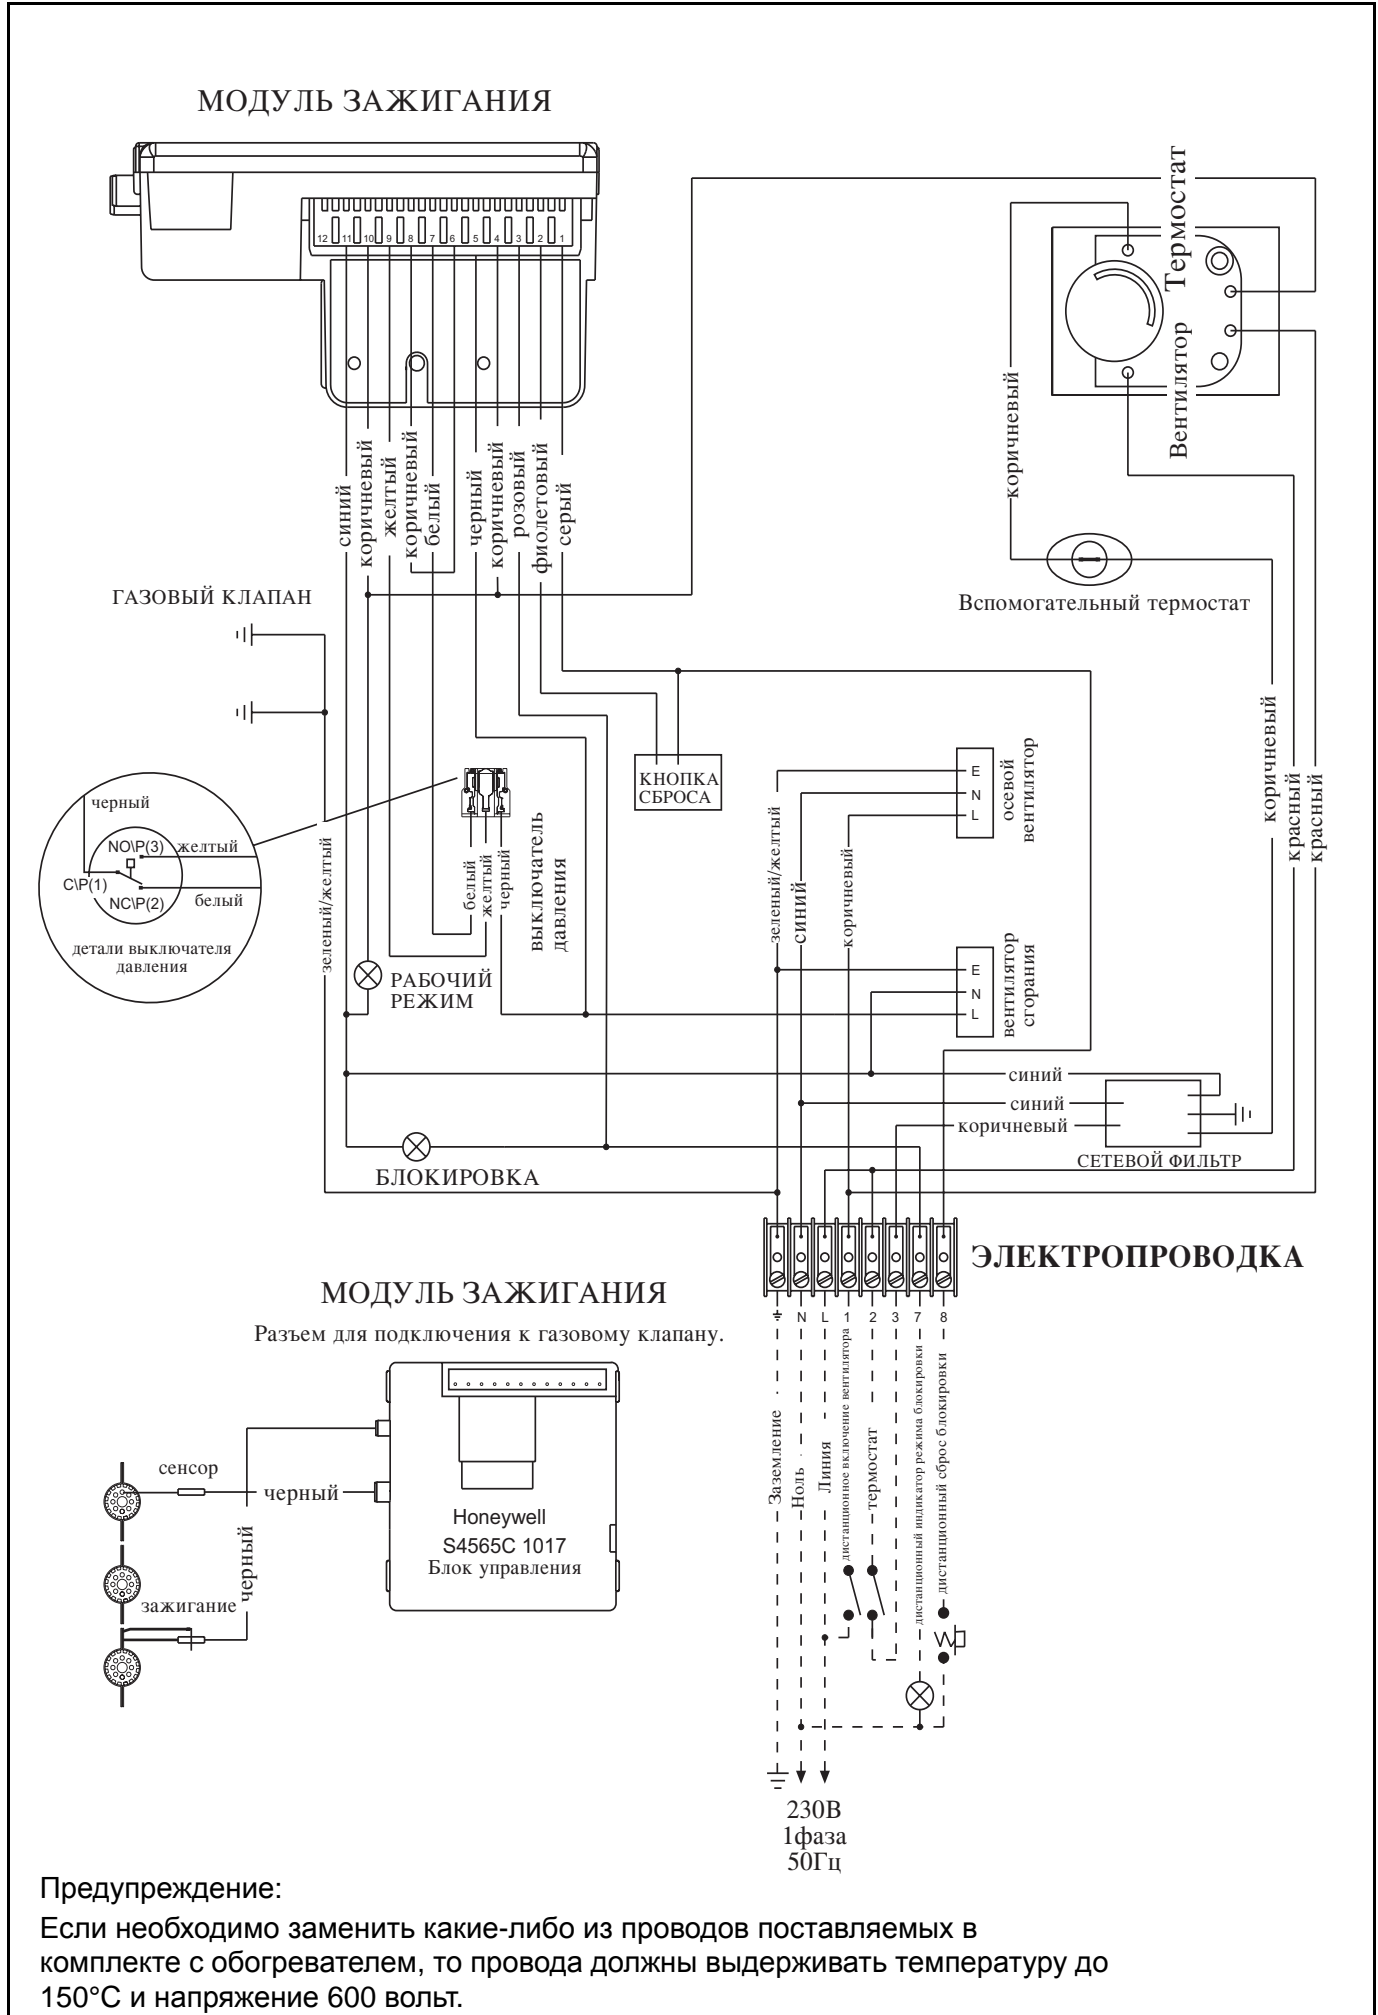 МОДУЛЬ ЗАЖИГАНИЯ
12 11 10 9 8 7 6 5 4 3 2 1
Термостат
Вентилятор
коричневый
Вспомогательный термостат
синий
коричневый
желтый
коричневый
белый
черный
коричневый
розовый
фиолетовый
серый
ГАЗОВЫЙ КЛАПАН
коричневый
красный
красный
КНОПКА
СБРОСА
E
N
L
осевой
вентилятор
черный
NO\P(3)
желтый
C\P(1)
NC\P(2)
белый
детали выключателя
давления
зеленый/желтый
белый
желтый
черный
выключатель
давления
зеленый/желтый
синий
коричневый
E
N
L
вентилятор
сгорания
РАБОЧИЙ
РЕЖИМ
синий
синий
коричневый
СЕТЕВОЙ ФИЛЬТР
БЛОКИРОВКА
ЭЛЕКТРОПРОВОДКА
N L 1 2 3 7 8
Заземление
Ноль
Линия
дистанционное включение вентилятора
термостат
дистанционный индикатор режима блокировки
дистанционный сброс блокировки
МОДУЛЬ ЗАЖИГАНИЯ
Разъем для подключения к газовому клапану.
сенсор
черный
черный
зажигание
Honeywell
S4565C 1017
Блок управления
230В
1фаза
50Гц
Предупреждение:
Если необходимо заменить какие-либо из проводов поставляемых в
комплекте с обогревателем, то провода должны выдерживать температуру до
150°C и напряжение 600 вольт.